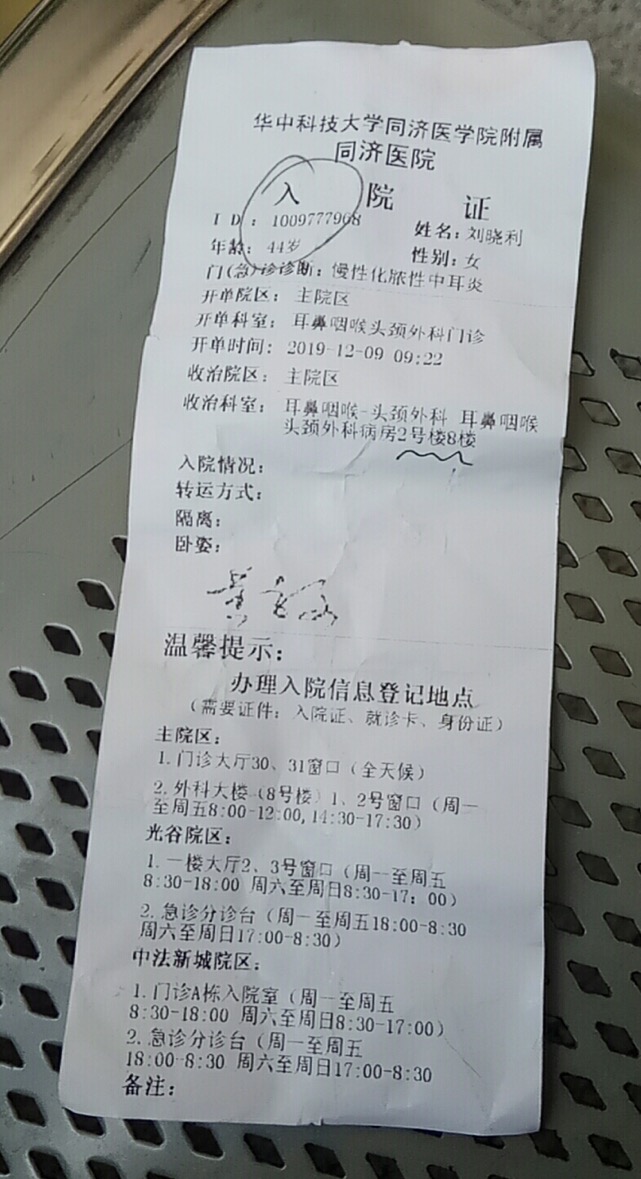 华中科技大学同济医学院附属
同济医院
入 院 证
ID：1009777968 姓名：刘晓利
年龄：44岁 性别：女
门(急)诊诊断：慢性化脓性中耳炎
开单院区：主院区
开单科室：耳鼻咽喉头颈外科门诊
开单时间：2019-12-09 09:22
收治院区：主院区
收治科室：耳鼻咽喉-头颈外科 耳鼻咽喉
头颈外科病房2号楼8楼
入院情况：
转运方式：
隔离：
卧姿：
温馨提示：
办理入院信息登记地点
（需要证件：入院证、就诊卡、身份证）
主院区：
1. 门诊大厅30、31窗口（全天候）
2. 外科大楼（8号楼）1、2号窗口（周一
至周五8:00-12:00,14:30-17:30）
光谷院区：
1. 一楼大厅2、3号窗口（周一至周五
8:30-18:00 周六至周日8:30-17：00）
2. 急诊分诊台（周一至周五18:00-8:30
周六至周日17:00-8:30）
中法新城院区：
1. 门诊A栋入院室（周一至周五
8:30-18:00 周六至周日8:30-17:00）
2. 急诊分诊台（周一至周五
18:00-8:30 周六至周日17:00-8:30
备注：